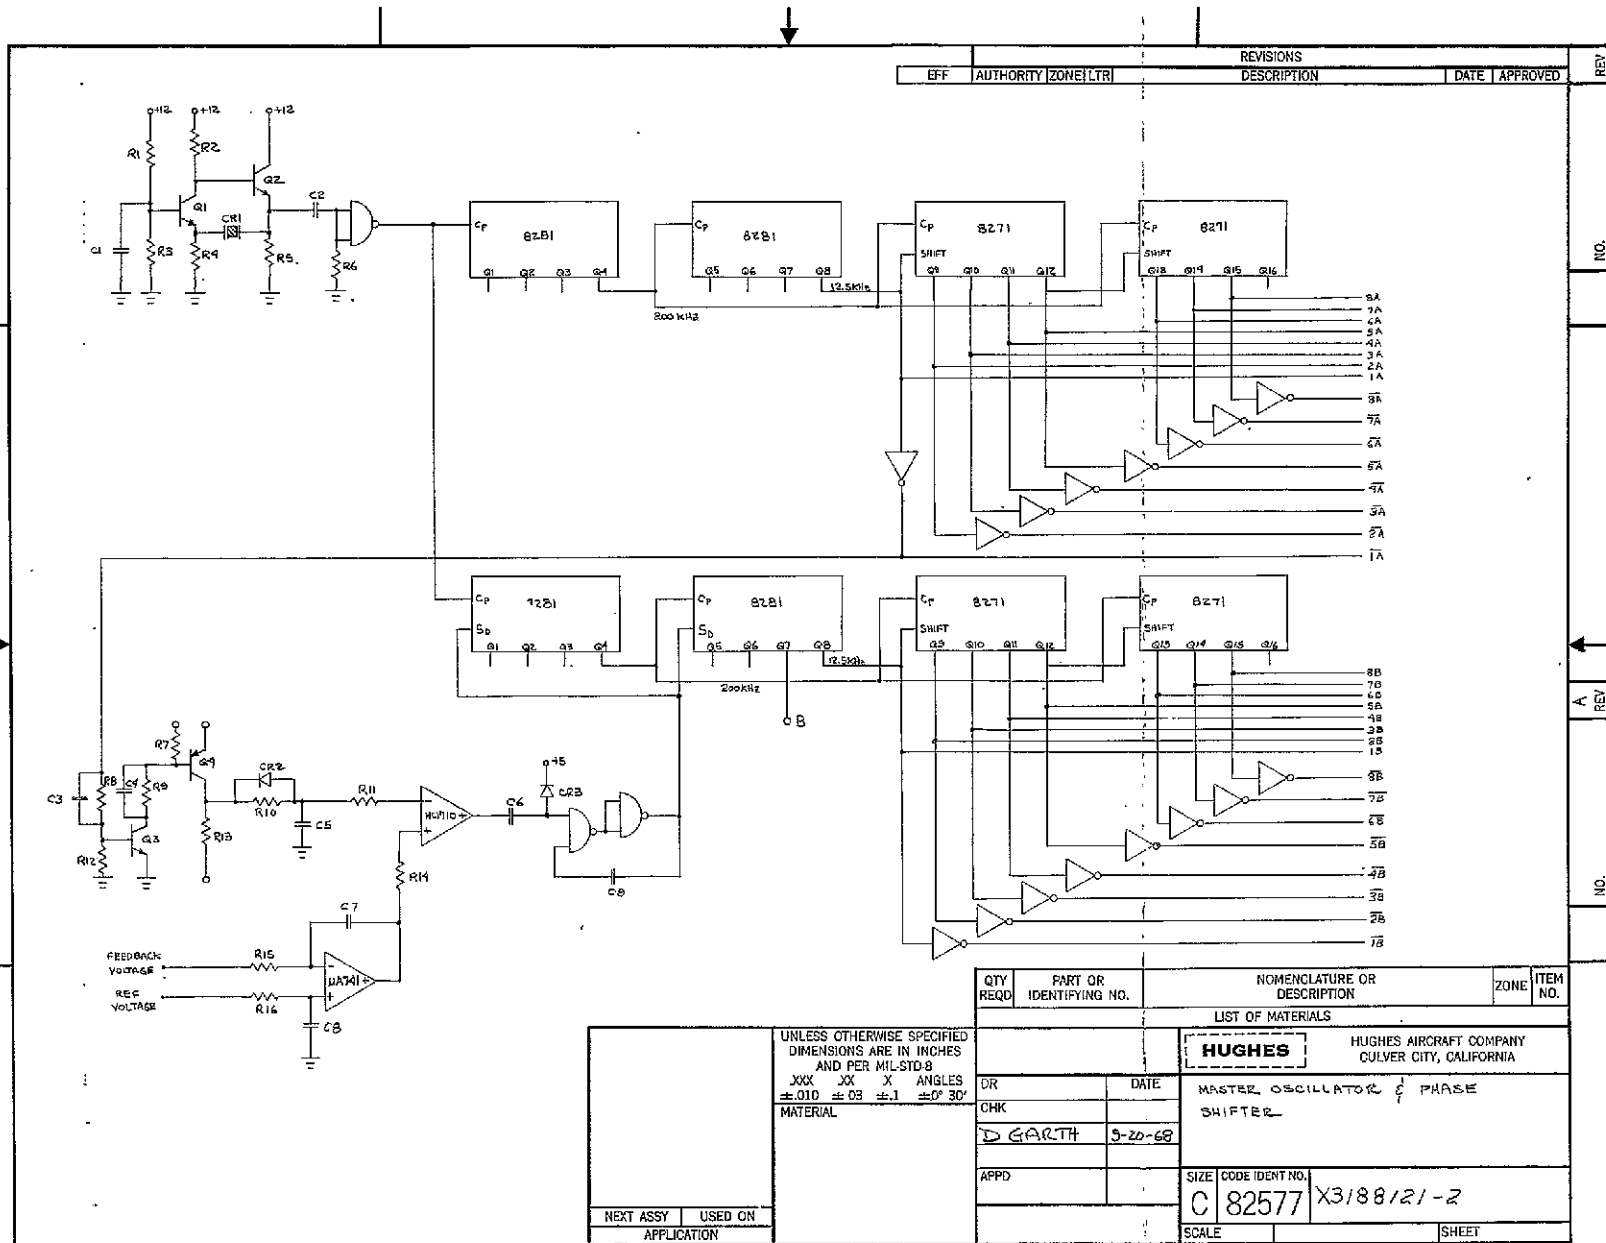 REVISIONS
EFF AUTHORITY ZONE LTR DESCRIPTION DATE APPROVED
REV
NO.
+12 +12 +12
R1 R2 Q2
Q1 CR1 C2
C1 R3 R4 R5 R6
CP 8281 Q1 Q2 Q3 Q4
CP 8281 Q5 Q6 Q7 Q8
CP 8271 SHIFT Q9 Q10 Q11 Q12
CP 8271 SHIFT Q13 Q14 Q15 Q16
12.5KHz
200 KHz
8A
7A
6A
5A
4A
3A
2A
1A
8A
7A
6A
5A
4A
3A
2A
1A
CP SD Q1 Q2 Q3 Q4
CP 8281 SD Q5 Q6 Q7 Q8
CP 8271 SHIFT Q9 Q10 Q11 Q12
CP 8271 SHIFT Q13 Q14 Q15 Q16
12.5KHz
200KHz
B
8B
7B
6B
5B
4B
3B
2B
1B
8B
7B
6B
5B
4B
3B
2B
1B
A REV
NO.
R7 Q4 CR2 +5
C3 R8 C4 R9 R10 R11 C6 CR3
C5
R12 Q3 R13 R14
C7
FEEDBACK VOLTAGE R15
µA741
REF VOLTAGE R16
C8
QTY REQD PART OR IDENTIFYING NO. NOMENCLATURE OR DESCRIPTION ZONE ITEM NO.
LIST OF MATERIALS
UNLESS OTHERWISE SPECIFIED
DIMENSIONS ARE IN INCHES
AND PER MIL-STD-8
.XXX .XX .X ANGLES
±.010 ±.03 ±.1 ±0° 30'
MATERIAL
HUGHES HUGHES AIRCRAFT COMPANY
CULVER CITY, CALIFORNIA
DR DATE
CHK
D GARTH 9-20-68
APPD
MASTER OSCILLATOR & PHASE
SHIFTER
SIZE CODE IDENT NO.
C 82577 X3188121-2
SCALE SHEET
NEXT ASSY USED ON
APPLICATION